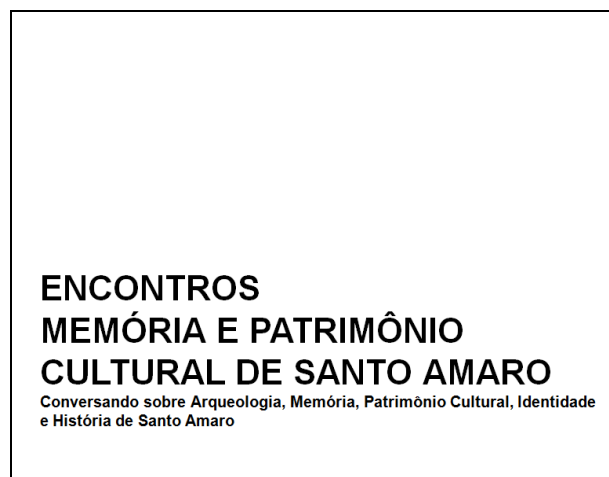 ENCONTROS
MEMÓRIA E PATRIMÔNIO
CULTURAL DE SANTO AMARO
Conversando sobre Arqueologia, Memória, Patrimônio Cultural, Identidade
e História de Santo Amaro